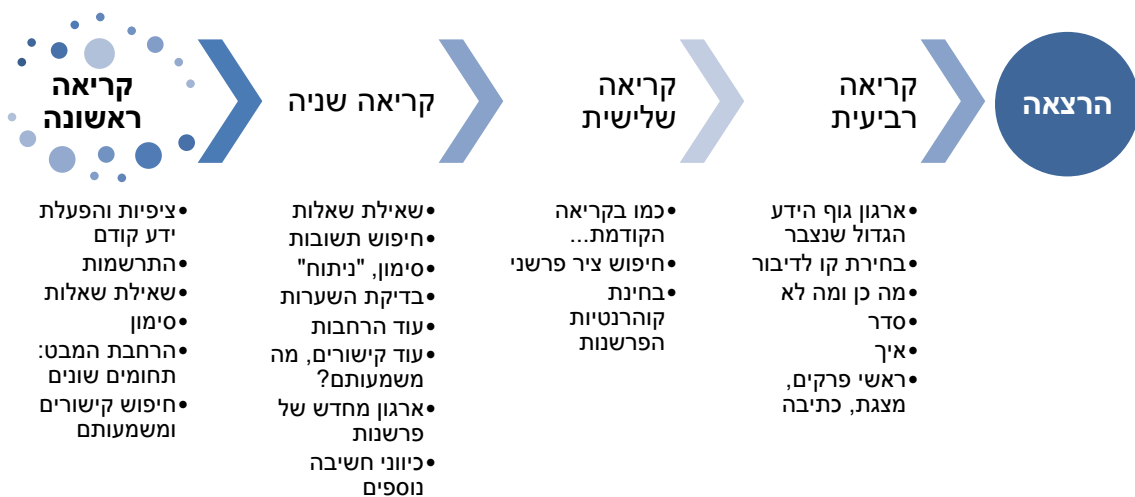 קריאה
ראשונה
•ציפיות והפעלת
ידע קודם
•התרשמות
•שאילת שאלות
•סימון
•הרחבת המבט:
תחומים שונים
•חיפוש קישורים
ומשמעותם
קריאה שניה
•שאילת שאלות
•חיפוש תשובות
•סימון, "ניתוח"
•בדיקת השערות
•עוד הרחבות
•עוד קישורים, מה
משמעותם?
•ארגון מחדש של
פרשנות
•כיווני חשיבה
נוספים
קריאה
שלישית
•כמו בקריאה
הקודמת...
•חיפוש ציר פרשני
•בחינת
קוהרנטיות
הפרשנות
קריאה
רביעית
•ארגון גוף הידע
הגדול שנצבר
•בחירת קו לדיבור
•מה כן ומה לא
•סדר
•איך
•ראשי פרקים,
מצגת, כתיבה
הרצאה